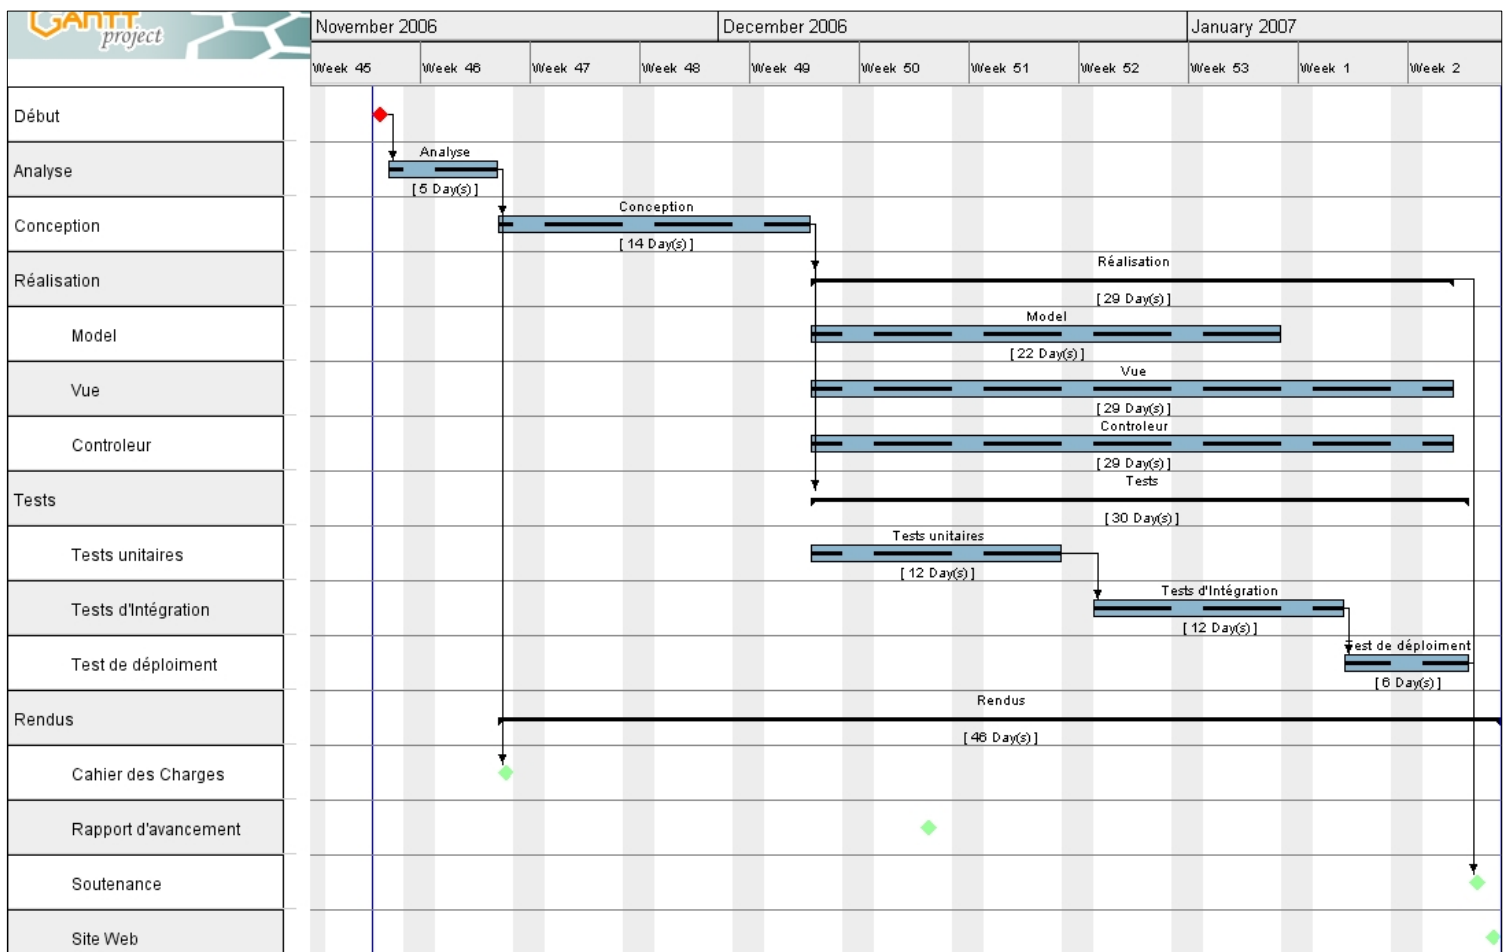 GANTT
project
November 2006 December 2006 January 2007
Week 45 Week 46 Week 47 Week 48 Week 49 Week 50 Week 51 Week 52 Week 53 Week 1 Week 2
Début
Analyse
Analyse
[ 5 Day(s) ]
Conception
Conception
[ 14 Day(s) ]
Réalisation
Réalisation
[ 29 Day(s) ]
Model
Model
[ 22 Day(s) ]
Vue
Vue
[ 29 Day(s) ]
Controleur
Controleur
[ 29 Day(s) ]
Tests
Tests
[ 30 Day(s) ]
Tests unitaires
Tests unitaires
[ 12 Day(s) ]
Tests d'Intégration
Tests d'Intégration
[ 12 Day(s) ]
Test de déploiment
Test de déploiment
[ 6 Day(s) ]
Rendus
Rendus
[ 46 Day(s) ]
Cahier des Charges
Rapport d'avancement
Soutenance
Site Web